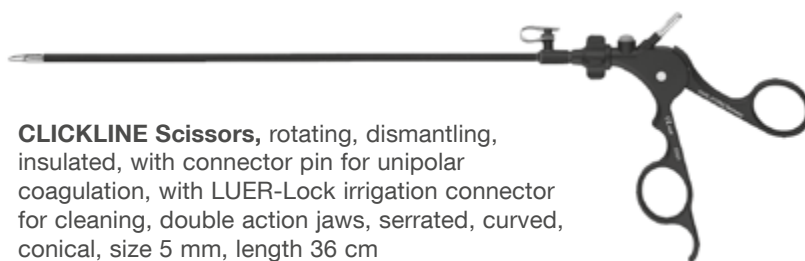 CLICKLINE Scissors, rotating, dismantling,
insulated, with connector pin for unipolar
coagulation, with LUER-Lock irrigation connector
for cleaning, double action jaws, serrated, curved,
conical, size 5 mm, length 36 cm